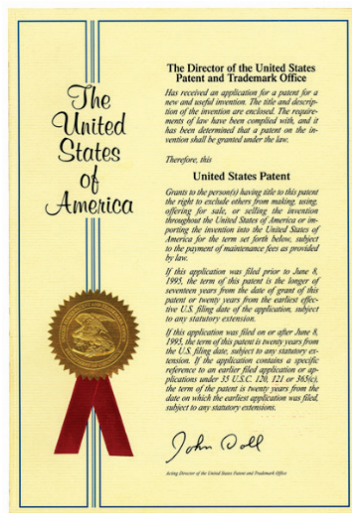 The
United
States
of
America
The Director of the United States
Patent and Trademark Office
Has received an application for a patent for a
new and useful invention. The title and descrip-
tion of the invention are enclosed. The require-
ments of law have been complied with, and it
has been determined that a patent on the in-
vention shall be granted under the law.
Therefore, this
United States Patent
Grants to the person(s) having title to this patent
the right to exclude others from making, using,
offering for sale, or selling the invention
throughout the United States of America or im-
porting the invention into the United States of
America for the term set forth below, subject
to the payment of maintenance fees as provided
by law.
If this application was filed prior to June 8,
1995, the term of this patent is the longer of
seventeen years from the date of grant of this
patent or twenty years from the earliest effec-
tive U.S. filing date of the application, subject
to any statutory extension.
If this application was filed on or after June 8,
1995, the term of this patent is twenty years from
the U.S. filing date, subject to any statutory ex-
tension. If the application contains a specific
reference to an earlier filed application or ap-
plications under 35 U.S.C. 120, 121 or 365(c),
the term of the patent is twenty years from the
date on which the earliest application was filed,
subject to any statutory extensions.
John Doll
Acting Director of the United States Patent and Trademark Office